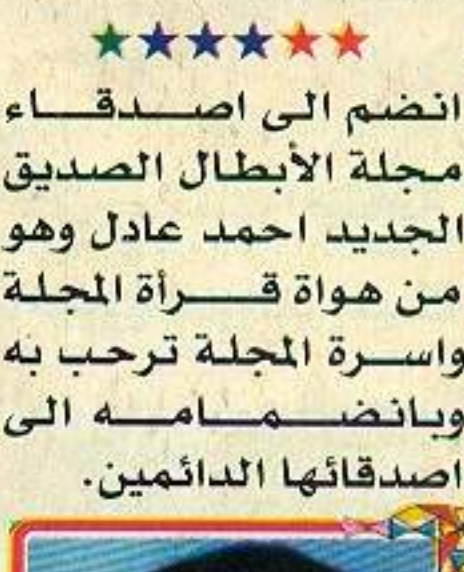 انضم الى اصدقاء
مجلة الأبطال الصديق
الجديد احمد عادل وهو
من هواة قرأة المجلة
واسرة المجلة ترحب به
وبانضمامه الى
اصدقائها الدائمين.